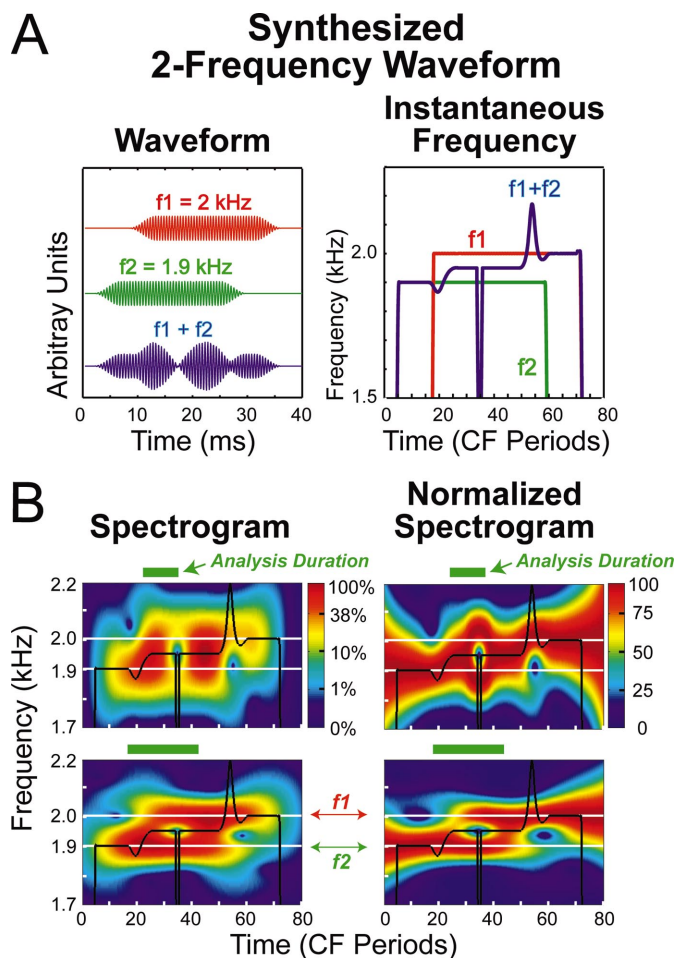 A
Synthesized
2-Frequency Waveform
Waveform
Arbitray Units
f1 = 2 kHz
f2 = 1.9 kHz
f1 + f2
0 10 20 30 40
Time (ms)
Instantaneous
Frequency
Frequency (kHz)
f1+f2
2.0
f1
f2
1.5
0 20 40 60 80
Time (CF Periods)
B
Spectrogram
Analysis Duration
Frequency (kHz)
2.2
2.0
1.9
1.7
100%
38%
10%
1%
0%
Normalized
Spectrogram
Analysis Duration
100
75
50
25
0
2.2
2.0
1.9
1.7
f1
f2
0 20 40 60 80
0 20 40 60 80
Time (CF Periods)